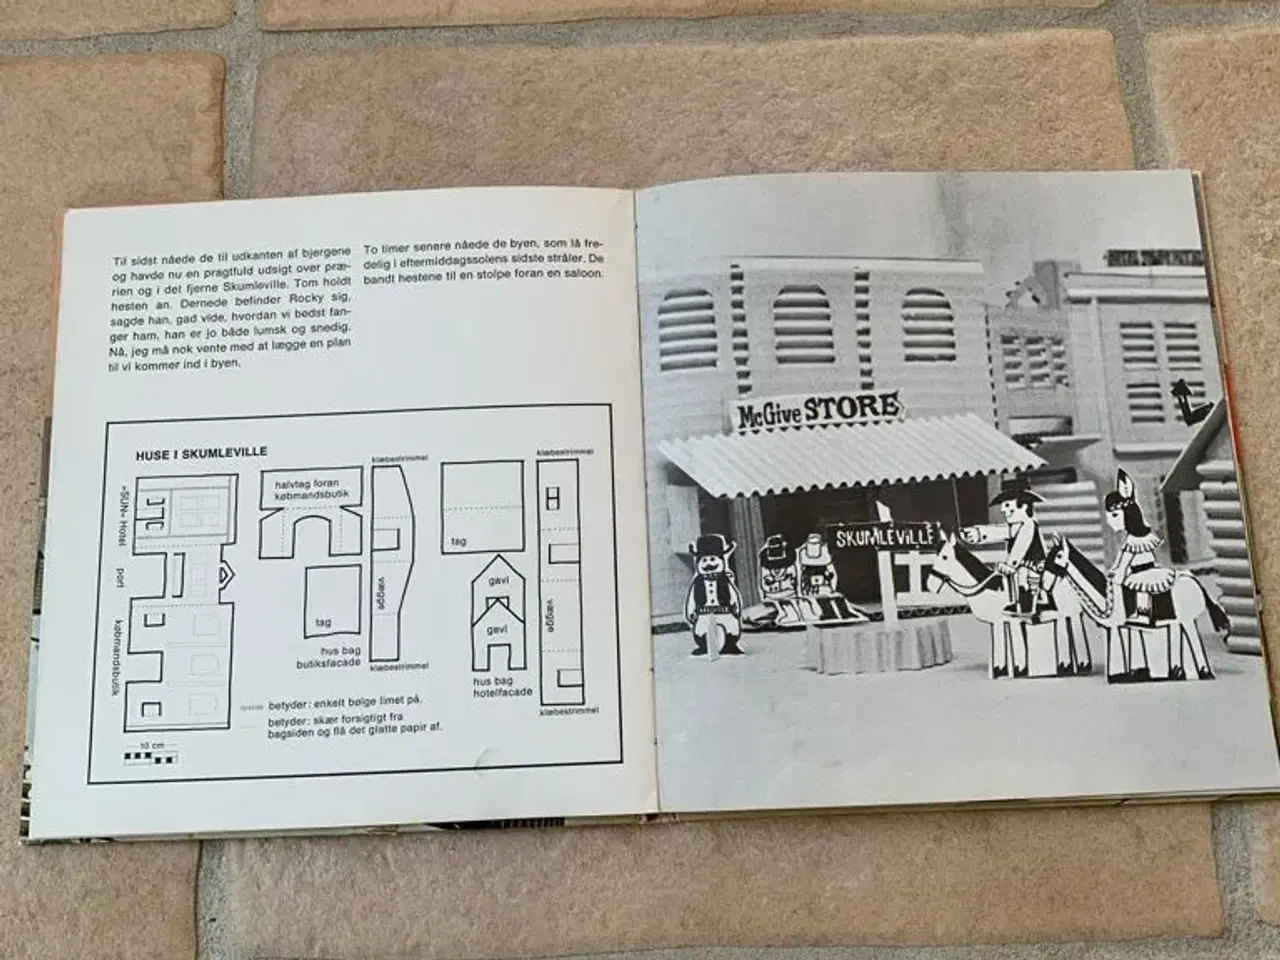 Til sidst nåede de til udkanten af bjergene
og havde nu en pragtfuld udsigt over præ-
rien og i det fjerne Skumleville. Tom holdt
hesten an. Dernede befinder Rocky sig,
sagde han, gad vide, hvordan vi bedst fan-
ger ham, han er jo både lumsk og snedig.
Nå, jeg må nok vente med at lægge en plan
til vi kommer ind i byen.
To timer senere nåede de byen, som lå fre-
delig i eftermiddagssolens sidste stråler. De
bandt hestene til en stolpe foran en saloon.
HUSE I SKUMLEVILLE
»SUN« Hotel
port
købmandsbutik.
halvtag foran
købmandsbutik
klæbestrimmel
vægge
klæbestrimmel
tag
hus bag
butiksfacade
tag
gavl
gavl
hus bag
hotelfacade
klæbestrimmel
vægge
klæbestrimmel
betyder: enkelt bølge limet på.
betyder: skær forsigtigt fra
bagsiden og flå det glatte papir af.
10 cm
McGive STORE
SKUMLEVILLE